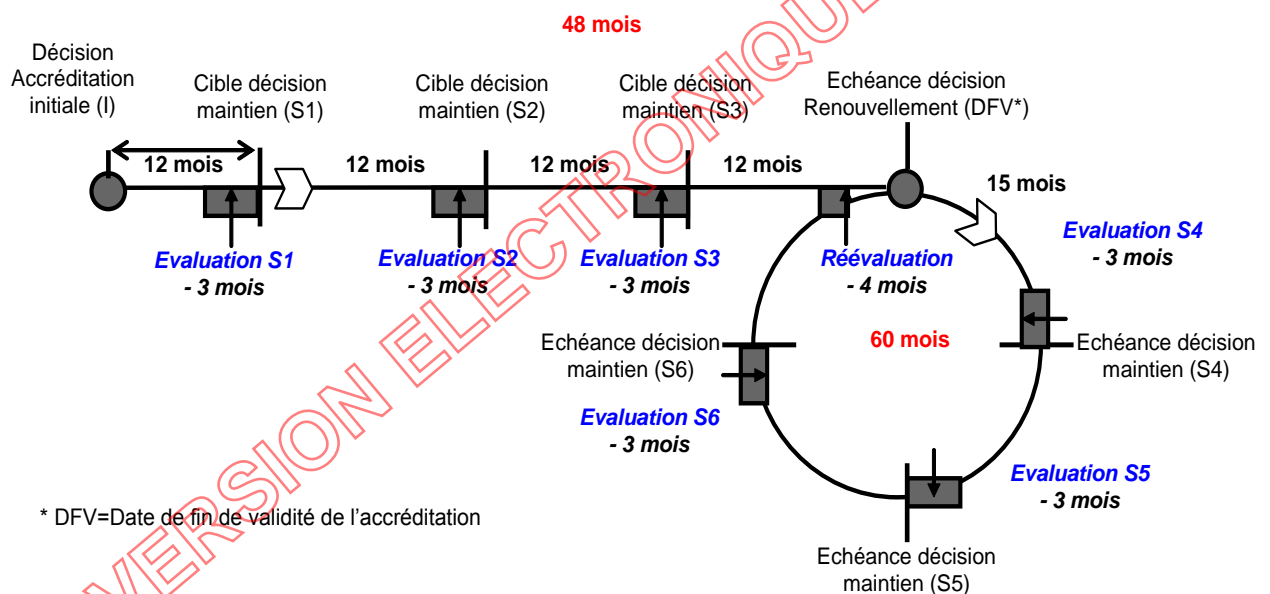 48 mois
Décision
Accréditation
initiale (I)
Cible décision
maintien (S1)
Cible décision
maintien (S2)
Cible décision
maintien (S3)
Echéance décision
Renouvellement (DFV*)
12 mois
12 mois
12 mois
12 mois
15 mois
Evaluation S1
- 3 mois
Evaluation S2
- 3 mois
Evaluation S3
- 3 mois
Réévaluation
- 4 mois
Evaluation S4
- 3 mois
60 mois
Echéance décision
maintien (S6)
Echéance décision
maintien (S4)
Evaluation S6
- 3 mois
Evaluation S5
- 3 mois
Echéance décision
maintien (S5)
* DFV=Date de fin de validité de l’accréditation
VERSION ELECTRONIQUE